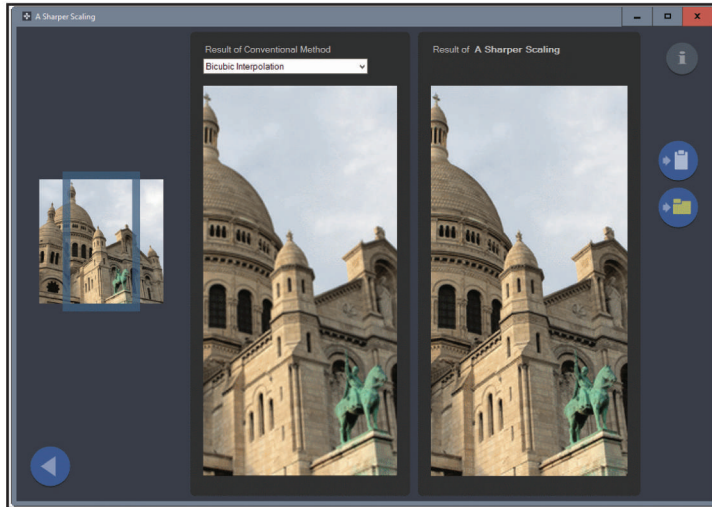 A Sharper Scaling
Result of Conventional Method
Bicubic Interpolation
Result of A Sharper Scaling